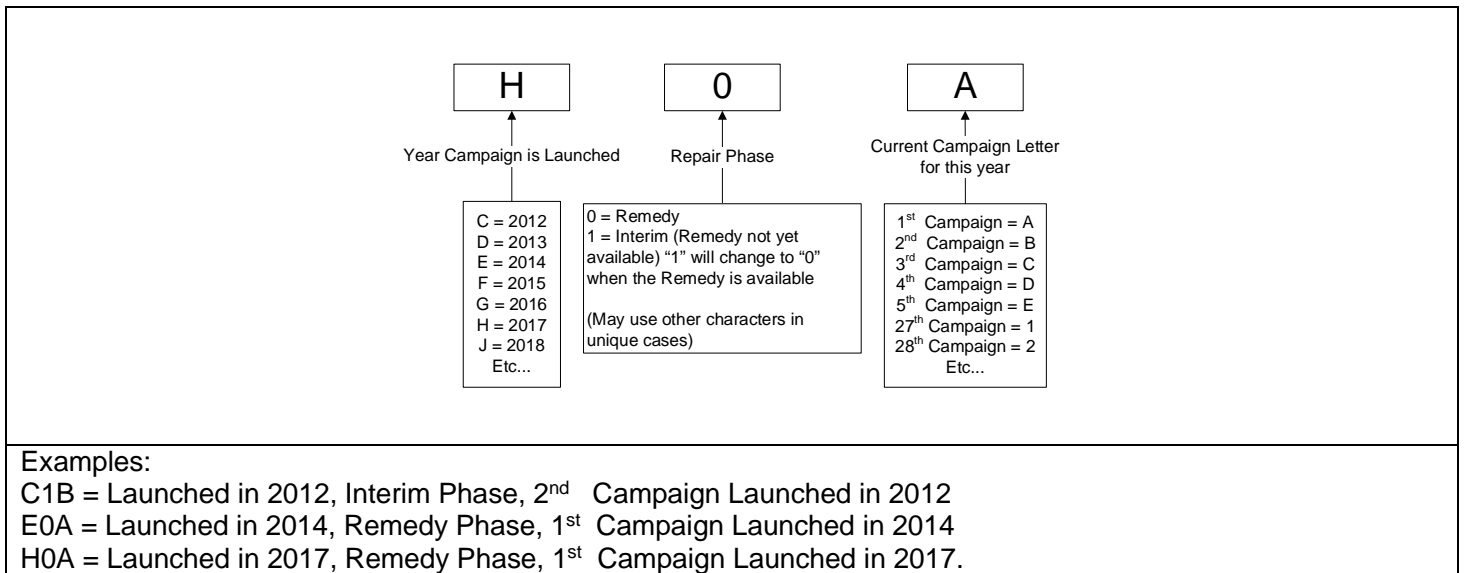 H
0
A
Year Campaign is Launched
Repair Phase
Current Campaign Letter
for this year
C = 2012
D = 2013
E = 2014
F = 2015
G = 2016
H = 2017
J = 2018
Etc...
0 = Remedy
1 = Interim (Remedy not yet
available) “1” will change to “0”
when the Remedy is available
(May use other characters in
unique cases)
1st Campaign = A
2nd Campaign = B
3rd Campaign = C
4th Campaign = D
5th Campaign = E
27th Campaign = 1
28th Campaign = 2
Etc...
Examples:
C1B = Launched in 2012, Interim Phase, 2nd Campaign Launched in 2012
E0A = Launched in 2014, Remedy Phase, 1st Campaign Launched in 2014
H0A = Launched in 2017, Remedy Phase, 1st Campaign Launched in 2017.